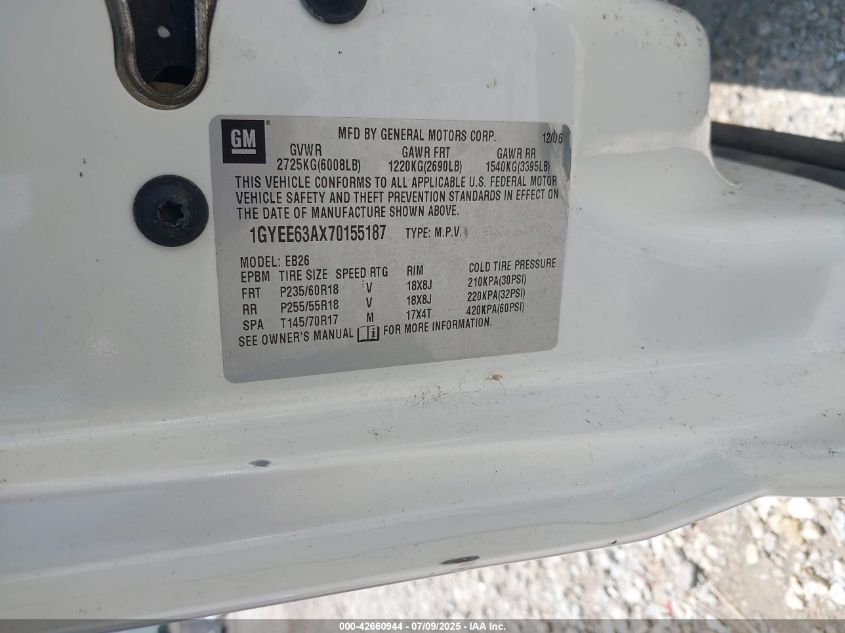 GM
MFD BY GENERAL MOTORS CORP. 12/06
GVWR GAWR FRT GAWR RR
2725KG(6008LB) 1220KG(2690LB) 1540KG(3395LB)
THIS VEHICLE CONFORMS TO ALL APPLICABLE U.S. FEDERAL MOTOR
VEHICLE SAFETY AND THEFT PREVENTION STANDARDS IN EFFECT ON
THE DATE OF MANUFACTURE SHOWN ABOVE.
1GYEE63AX70155187 TYPE: M.P.V.
MODEL: EB26
EPBM TIRE SIZE SPEED RTG RIM COLD TIRE PRESSURE
FRT P235/60R18 V 18X8J 210KPA(30PSI)
RR P255/55R18 V 18X8J 220KPA(32PSI)
SPA T145/70R17 M 17X4T 420KPA(60PSI)
SEE OWNER'S MANUAL FOR MORE INFORMATION.
000-42660944 / 07/09/2025 - © IAA, Inc.